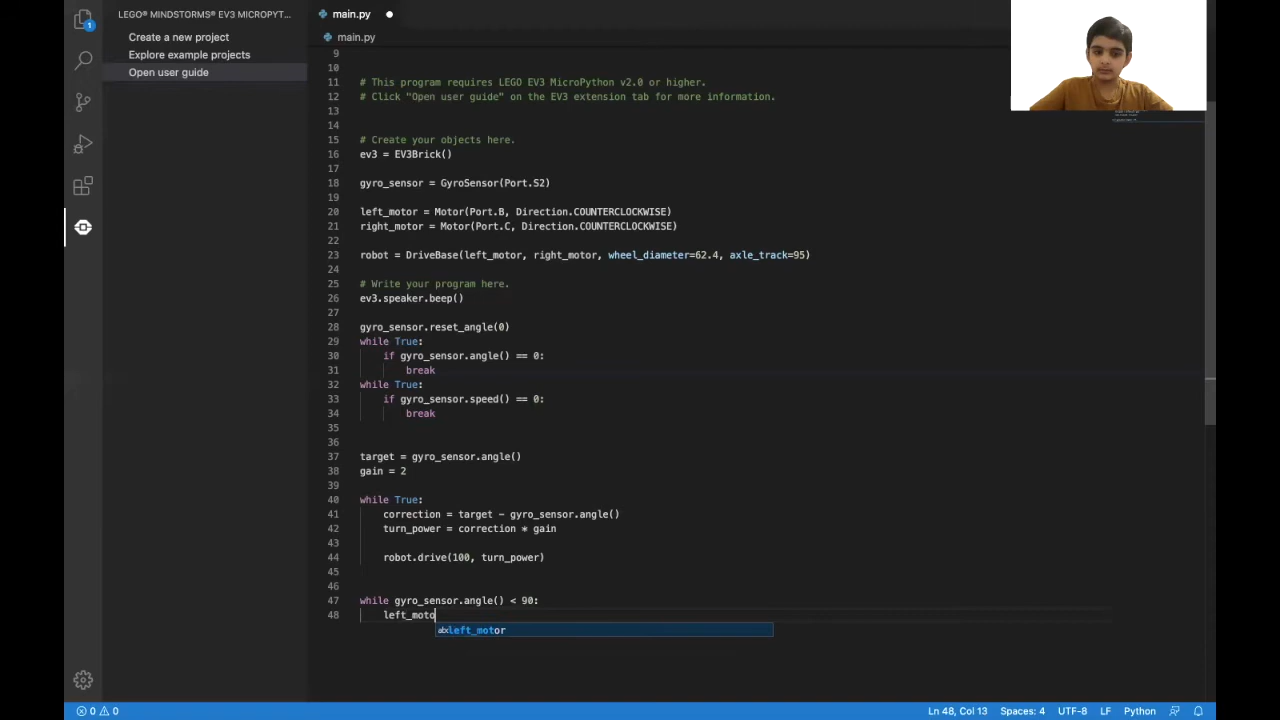 LEGO® MINDSTORMS® EV3 MICROPYT...
Create a new project
Explore example projects
Open user guide
1
main.py
main.py
9
10
11 # This program requires LEGO EV3 MicroPython v2.0 or higher.
12 # Click "Open user guide" on the EV3 extension tab for more information.
13
14
15 # Create your objects here.
16 ev3 = EV3Brick()
17
18 gyro_sensor = GyroSensor(Port.S2)
19
20 left_motor = Motor(Port.B, Direction.COUNTERCLOCKWISE)
21 right_motor = Motor(Port.C, Direction.COUNTERCLOCKWISE)
22
23 robot = DriveBase(left_motor, right_motor, wheel_diameter=62.4, axle_track=95)
24
25 # Write your program here.
26 ev3.speaker.beep()
27
28 gyro_sensor.reset_angle(0)
29 while True:
30     if gyro_sensor.angle() == 0:
31         break
32 while True:
33     if gyro_sensor.speed() == 0:
34         break
35
36
37 target = gyro_sensor.angle()
38 gain = 2
39
40 while True:
41     correction = target - gyro_sensor.angle()
42     turn_power = correction * gain
43
44     robot.drive(100, turn_power)
45
46
47 while gyro_sensor.angle() < 90:
48     left_moto
abc left_motor
0 0
Ln 48, Col 13 Spaces: 4 UTF-8 LF Python